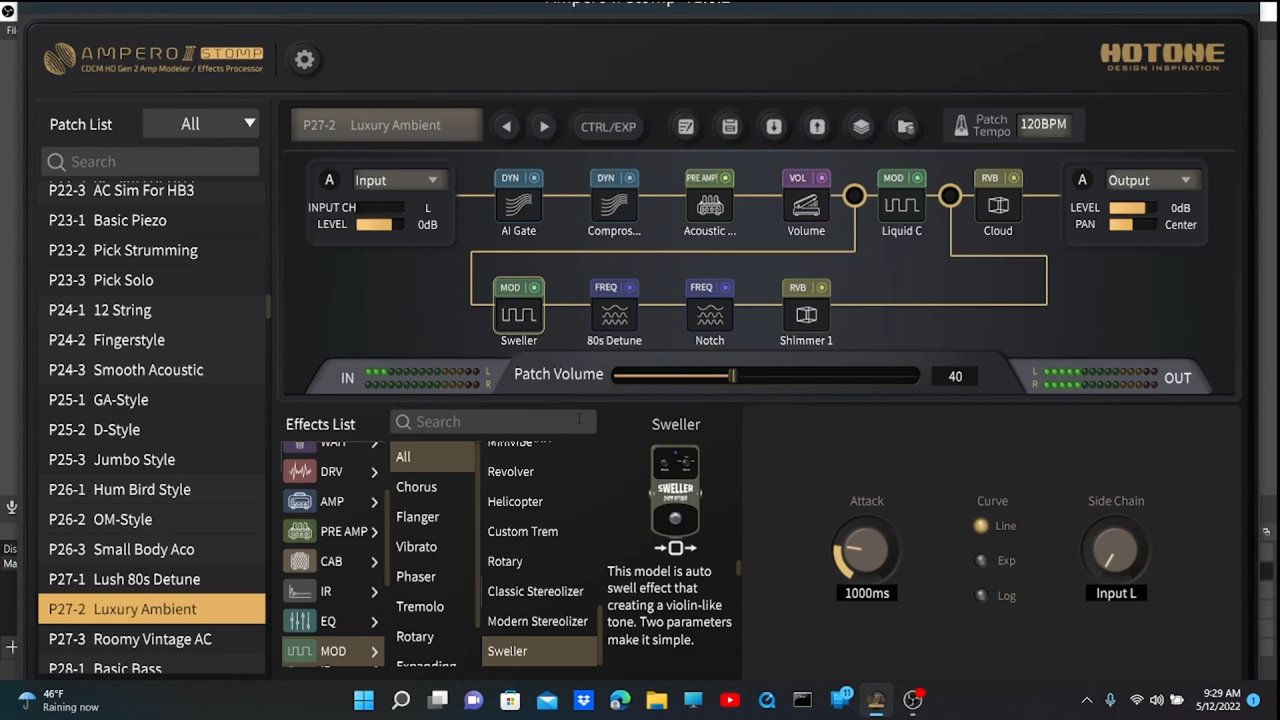 AMPERO II STOMP
CDCM HD Gen 2 Amp Modeler / Effects Processor
HOTONE
DESIGN INSPIRATION
Patch List
All
P27-2 Luxury Ambient
CTRL/EXP
Patch Tempo
120BPM
Search
P22-3 AC Sim For HB3
P23-1 Basic Piezo
P23-2 Pick Strumming
P23-3 Pick Solo
P24-1 12 String
P24-2 Fingerstyle
P24-3 Smooth Acoustic
P25-1 GA-Style
P25-2 D-Style
P25-3 Jumbo Style
P26-1 Hum Bird Style
P26-2 OM-Style
P26-3 Small Body Aco
P27-1 Lush 80s Detune
P27-2 Luxury Ambient
P27-3 Roomy Vintage AC
P28-1 Basic Bass
A Input
INPUT CH L
LEVEL 0dB
DYN
AI Gate
DYN
Compros...
PRE AMP
Acoustic ...
VOL
Volume
MOD
Liquid C
RVB
Cloud
A Output
LEVEL 0dB
PAN Center
MOD
Sweller
FREQ
80s Detune
FREQ
Notch
RVB
Shimmer 1
IN L R
Patch Volume 40
L R OUT
Effects List
Search
WAH
DRV
AMP
PRE AMP
CAB
IR
EQ
MOD
All
Chorus
Flanger
Vibrato
Phaser
Tremolo
Rotary
Expanding
Revolver
Helicopter
Custom Trem
Rotary
Classic Stereolizer
Modern Stereolizer
Sweller
Sweller
SWELLER
This model is auto
swell effect that
creating a violin-like
tone. Two parameters
make it simple.
Attack
1000ms
Curve
Line
Exp
Log
Side Chain
Input L
46°F
Raining now
11
9:29 AM
5/12/2022
1